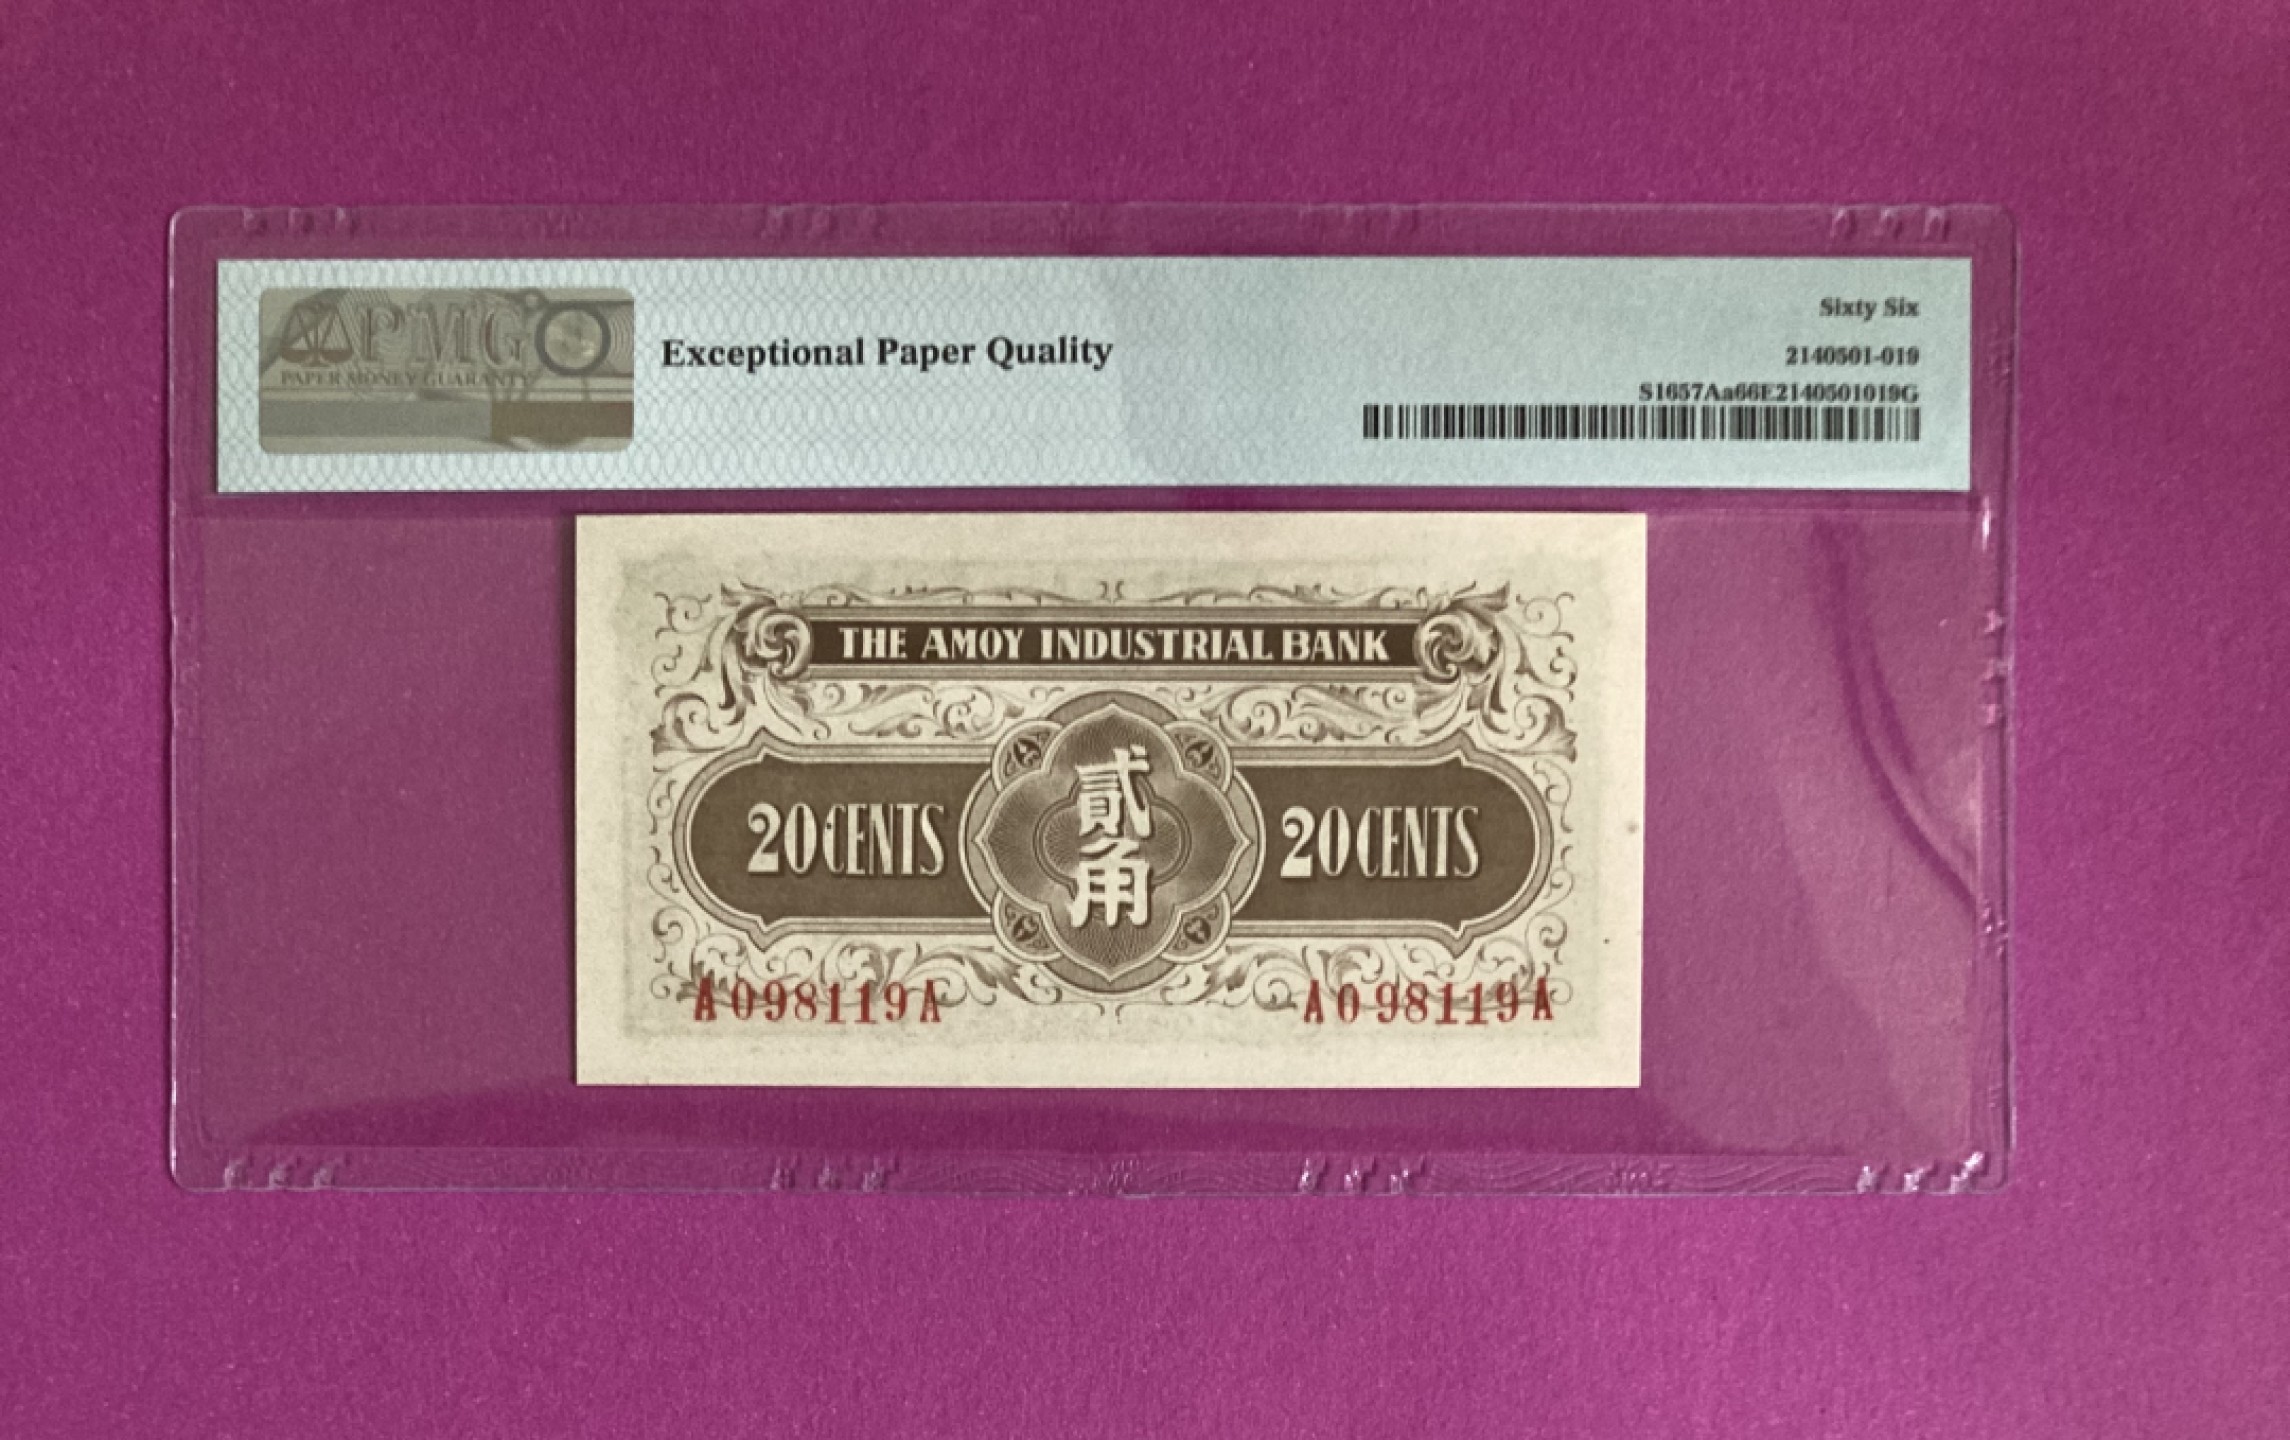 PMG
PAPER MONEY GUARANTY
Exceptional Paper Quality
Sixty Six
2140501-019
S1657Aa66E2140501019G
THE AMOY INDUSTRIAL BANK
20 CENTS
貳角
20 CENTS
A098119A
A098119A